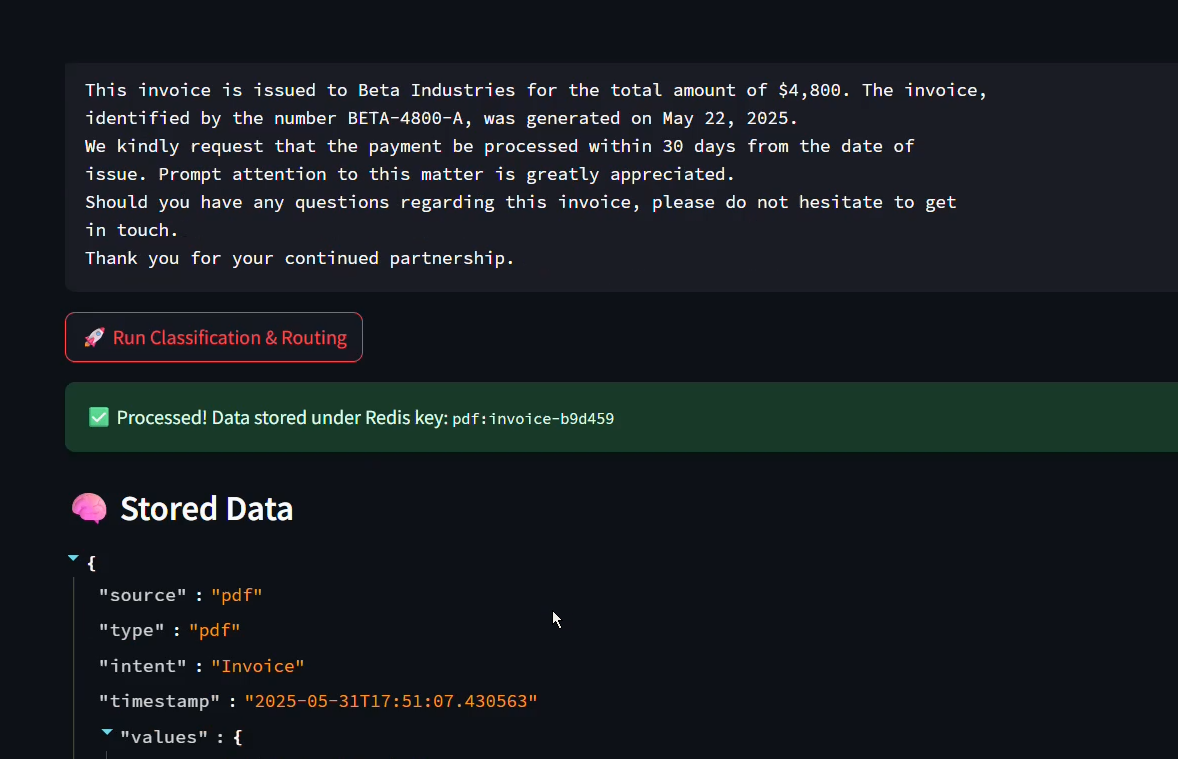 This invoice is issued to Beta Industries for the total amount of $4,800. The invoice,
identified by the number BETA-4800-A, was generated on May 22, 2025.
We kindly request that the payment be processed within 30 days from the date of
issue. Prompt attention to this matter is greatly appreciated.
Should you have any questions regarding this invoice, please do not hesitate to get
in touch.
Thank you for your continued partnership.
🚀 Run Classification & Routing
✅ Processed! Data stored under Redis key: pdf:invoice-b9d459
🧠 Stored Data
{
"source" : "pdf"
"type" : "pdf"
"intent" : "Invoice"
"timestamp" : "2025-05-31T17:51:07.430563"
"values" : {